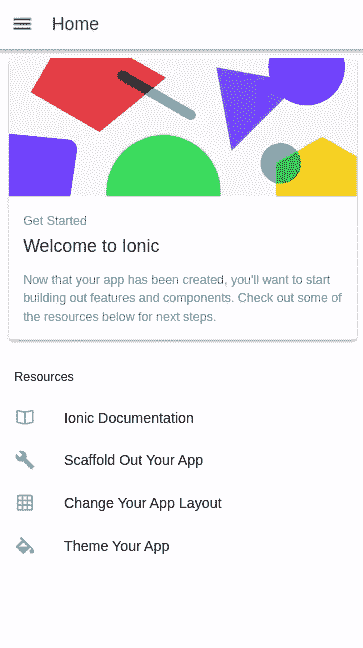 Home
Get Started
Welcome to Ionic
Now that your app has been created, you'll want to start
building out features and components. Check out some of
the resources below for next steps.
Resources
Ionic Documentation
Scaffold Out Your App
Change Your App Layout
Theme Your App